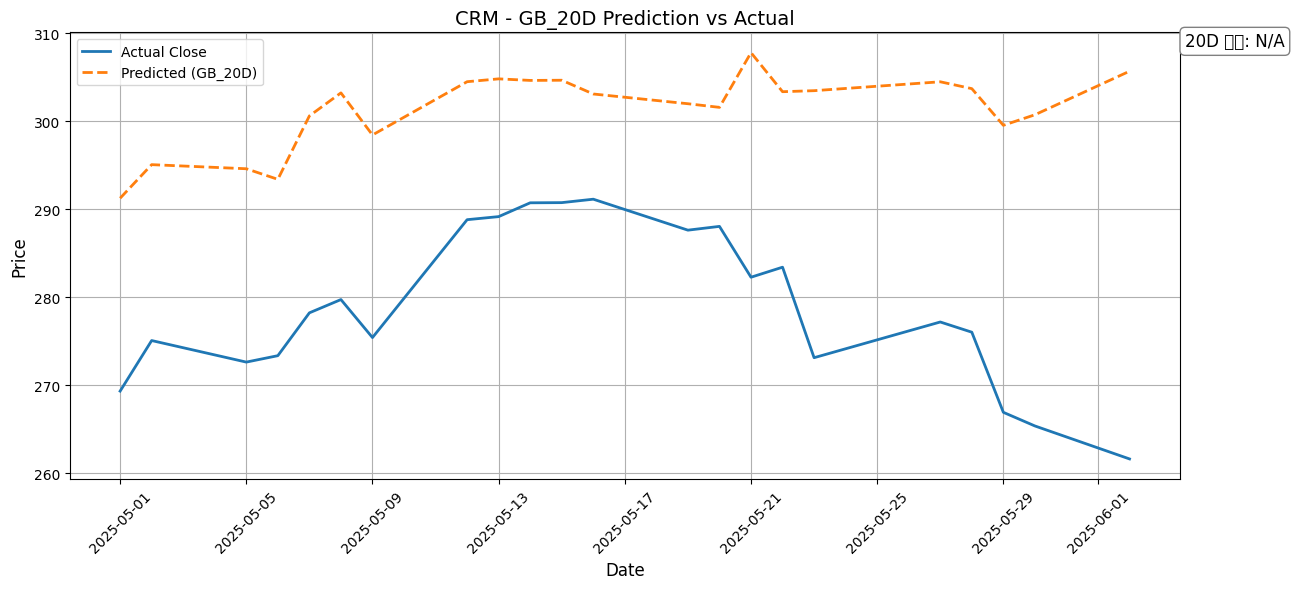 CRM - GB_20D Prediction vs Actual
Actual Close
Predicted (GB_20D)
20D : N/A
310
300
290
280
270
260
Price
2025-05-01
2025-05-05
2025-05-09
2025-05-13
2025-05-17
2025-05-21
2025-05-25
2025-05-29
2025-06-01
Date